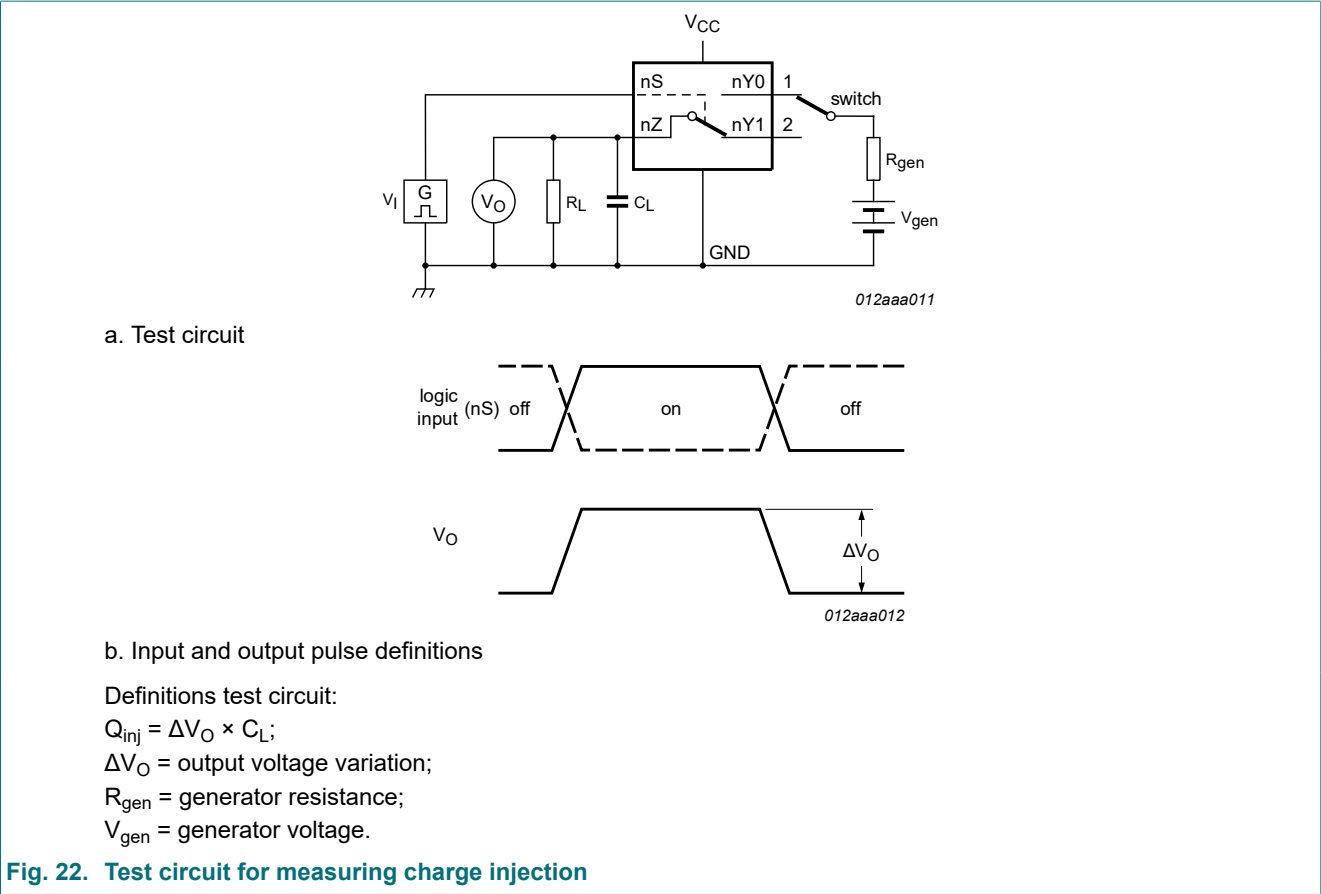 VCC
nS nY0 1
switch
nZ nY1 2
Rgen
VI G VO RL CL
Vgen
GND
012aaa011
a. Test circuit
logic
input (nS) off on off
VO
ΔVO
012aaa012
b. Input and output pulse definitions
Definitions test circuit:
Qinj = ΔVO × CL;
ΔVO = output voltage variation;
Rgen = generator resistance;
Vgen = generator voltage.
Fig. 22. Test circuit for measuring charge injection